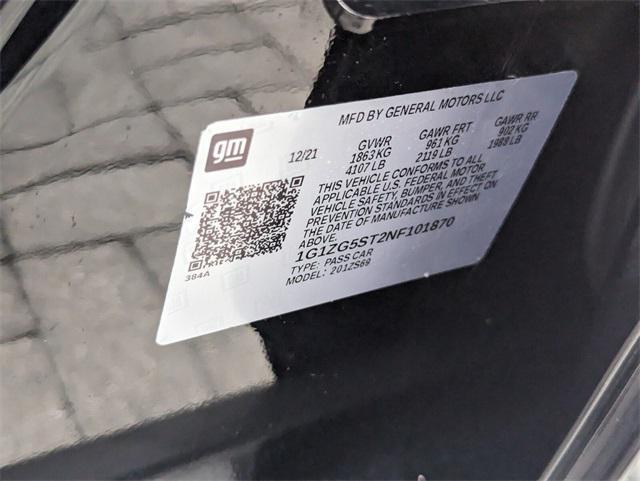 MFD BY GENERAL MOTORS LLC
gm
12/21
GVWR
1863 KG
4107 LB
GAWR FRT
961 KG
2119 LB
GAWR RR
902 KG
1989 LB
THIS VEHICLE CONFORMS TO ALL
APPLICABLE U.S. FEDERAL MOTOR
VEHICLE SAFETY, BUMPER, AND THEFT
PREVENTION STANDARDS IN EFFECT ON
THE DATE OF MANUFACTURE SHOWN
ABOVE.
1G1ZG5ST2NF101870
TYPE: PASS CAR
MODEL: 201ZS69
384A